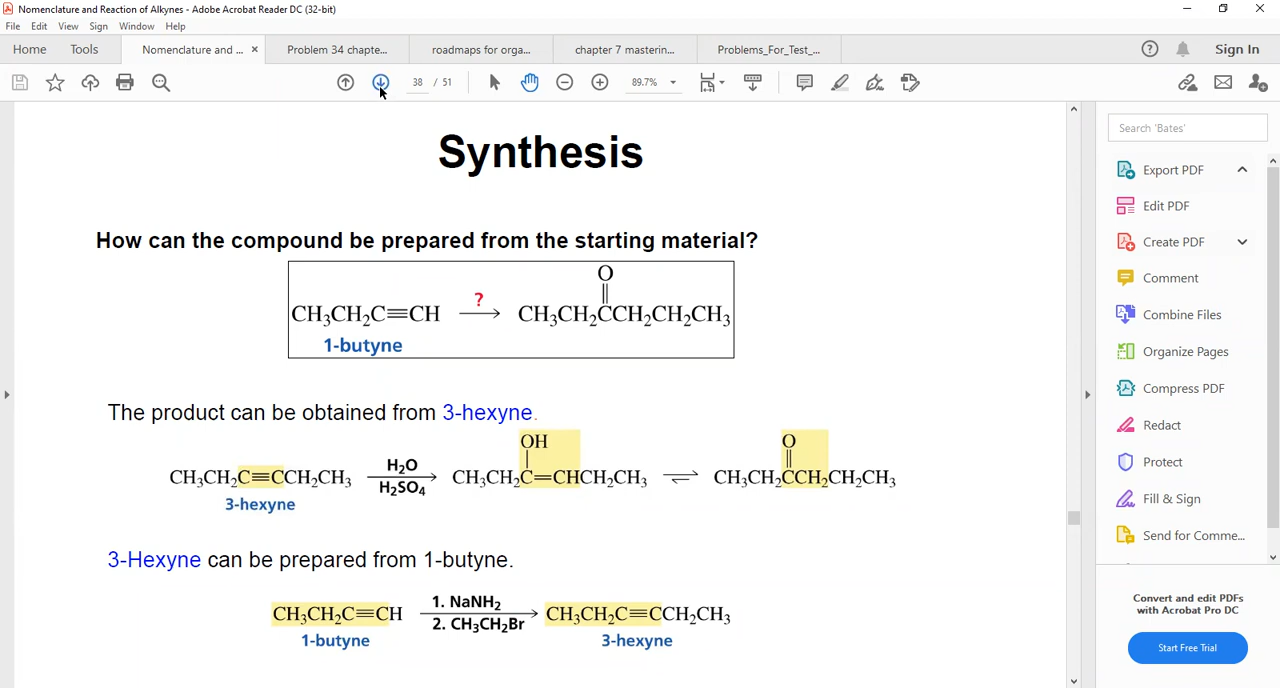 Nomenclature and Reaction of Alkynes - Adobe Acrobat Reader DC (32-bit)
File Edit View Sign Window Help
Home Tools Nomenclature and ... × Problem 34 chapte... roadmaps for orga... chapter 7 masterin... Problems_For_Test_... Sign In
38 / 51 89.7%
Synthesis
How can the compound be prepared from the starting material?
O
CH₃CH₂C≡CH ? → CH₃CH₂CCH₂CH₂CH₃
1-butyne
The product can be obtained from 3-hexyne.
OH O
H₂O
CH₃CH₂C≡CCH₂CH₃ → CH₃CH₂C=CHCH₂CH₃ ⇌ CH₃CH₂CCH₂CH₂CH₃
H₂SO₄
3-hexyne
3-Hexyne can be prepared from 1-butyne.
1. NaNH₂
CH₃CH₂C≡CH → CH₃CH₂C≡CCH₂CH₃
2. CH₃CH₂Br
1-butyne 3-hexyne
Search 'Bates'
Export PDF
Edit PDF
Create PDF
Comment
Combine Files
Organize Pages
Compress PDF
Redact
Protect
Fill & Sign
Send for Comme...
Convert and edit PDFs
with Acrobat Pro DC
Start Free Trial